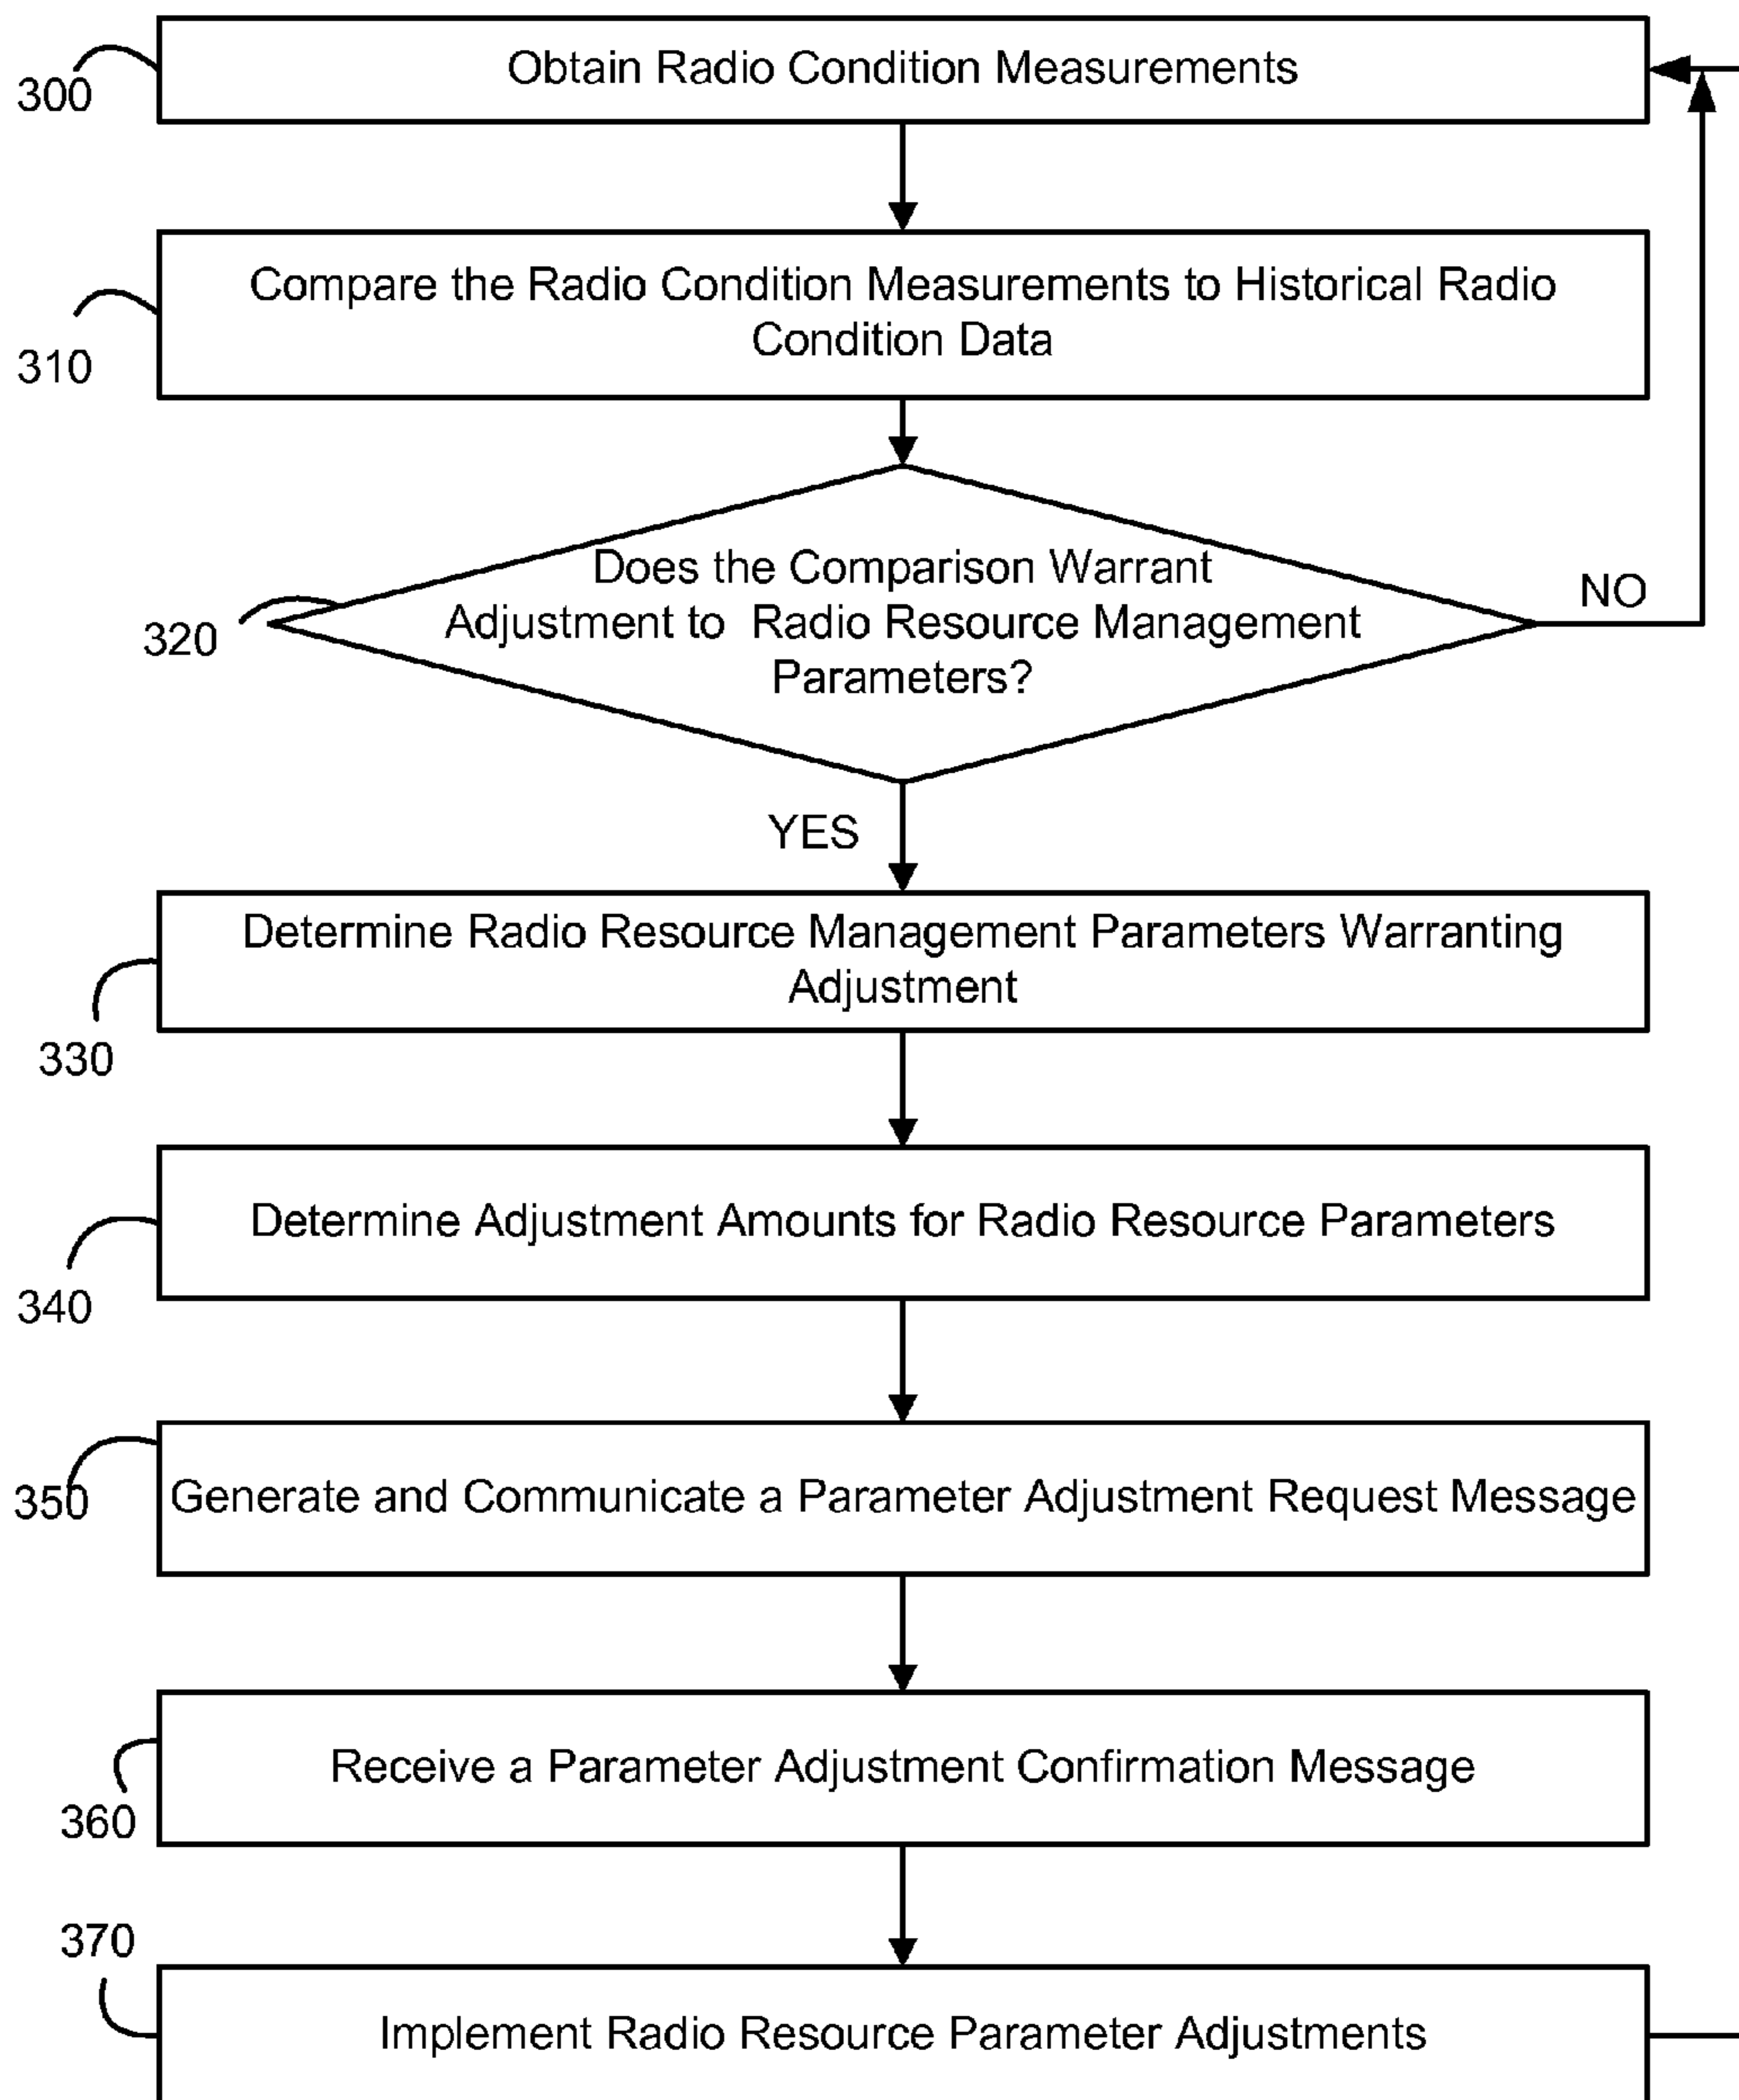 Obtain Radio Condition Measurements
300
Compare the Radio Condition Measurements to Historical Radio
Condition Data
310
Does the Comparison Warrant
Adjustment to Radio Resource Management
Parameters?
NO
320
YES
Determine Radio Resource Management Parameters Warranting
Adjustment
330
Determine Adjustment Amounts for Radio Resource Parameters
340
Generate and Communicate a Parameter Adjustment Request Message
350
Receive a Parameter Adjustment Confirmation Message
360
370
Implement Radio Resource Parameter Adjustments